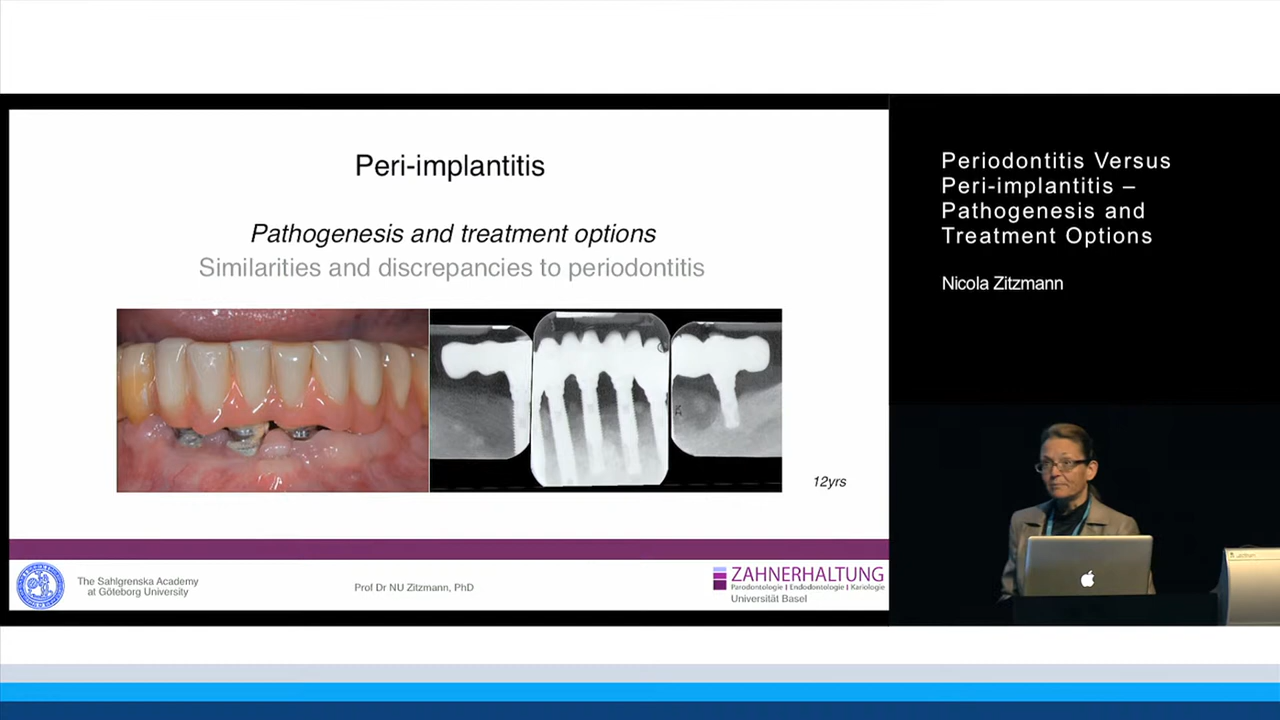 Peri-implantitis
Pathogenesis and treatment options
Similarities and discrepancies to periodontitis
12yrs
The Sahlgrenska Academy
at Göteborg University
Prof Dr NU Zitzmann, PhD
ZAHNERHALTUNG
Parodontologie | Endodontologie | Kariologie
Universität Basel
Periodontitis Versus
Peri-implantitis –
Pathogenesis and
Treatment Options
Nicola Zitzmann